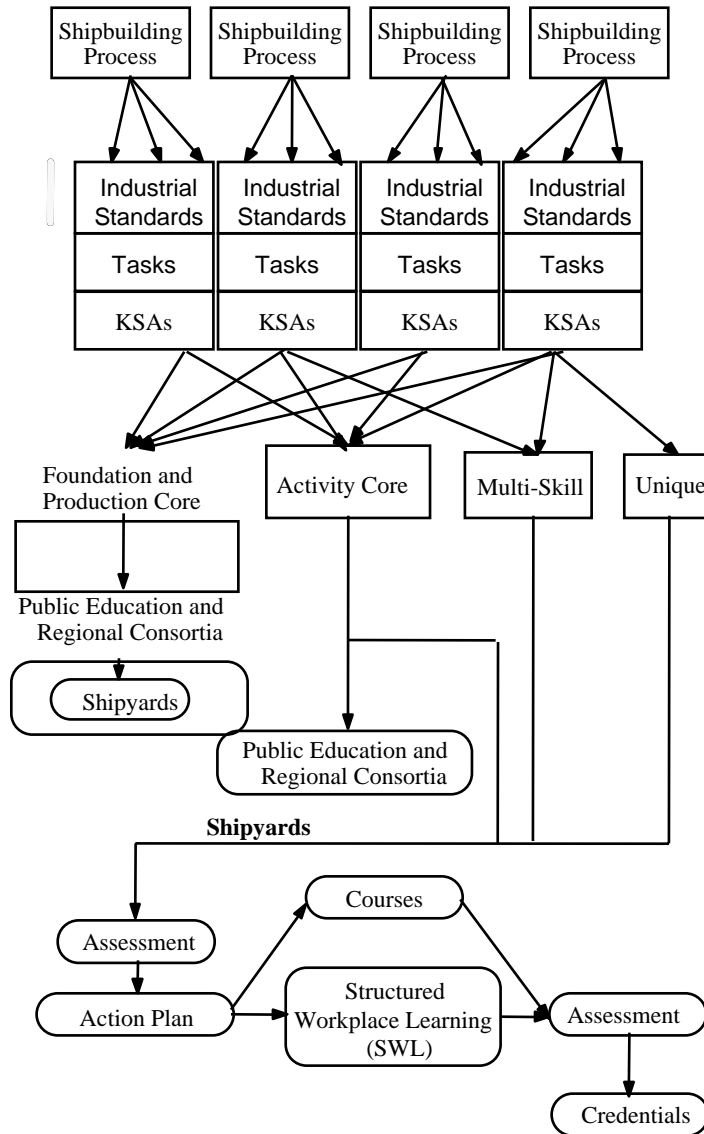 Shipbuilding Process
Shipbuilding Process
Shipbuilding Process
Shipbuilding Process
Industrial Standards
Industrial Standards
Industrial Standards
Industrial Standards
Tasks
Tasks
Tasks
Tasks
KSAs
KSAs
KSAs
KSAs
Foundation and
Production Core
Activity Core
Multi-Skill
Unique
Public Education and
Regional Consortia
Shipyards
Public Education and
Regional Consortia
Shipyards
Courses
Assessment
Action Plan
Structured
Workplace Learning
(SWL)
Assessment
Credentials